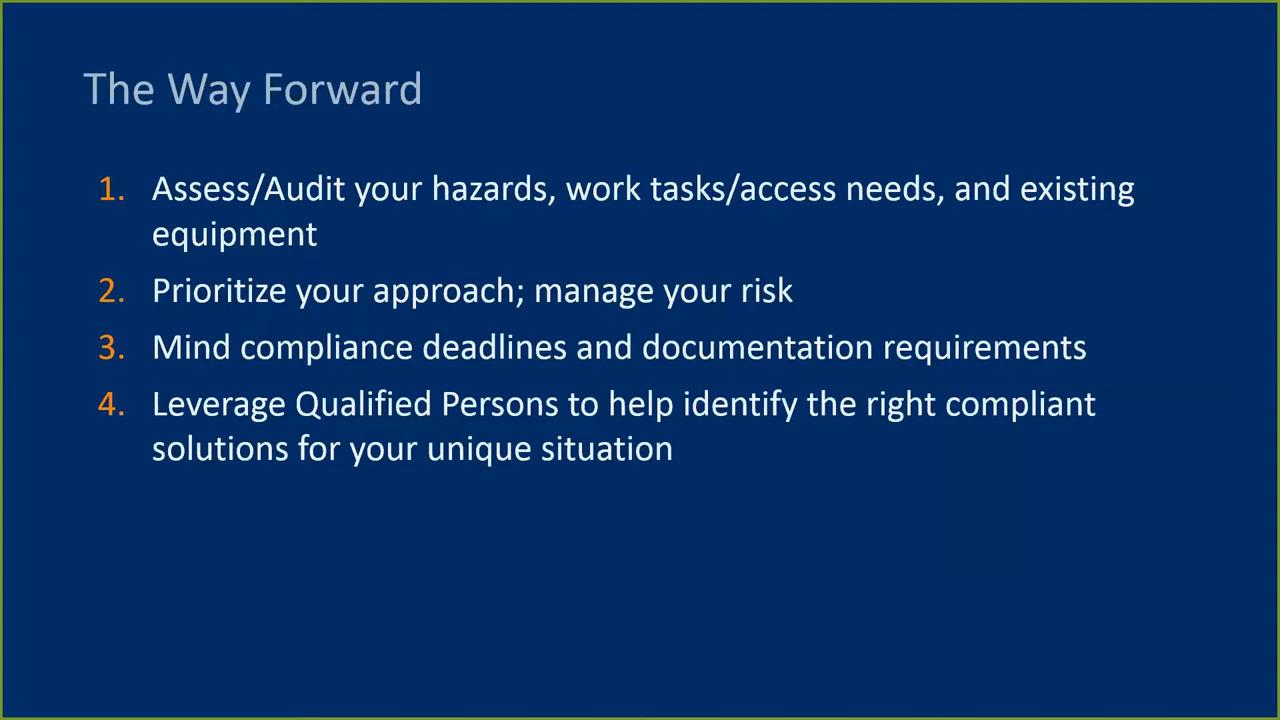 The Way Forward
1. Assess/Audit your hazards, work tasks/access needs, and existing
equipment
2. Prioritize your approach; manage your risk
3. Mind compliance deadlines and documentation requirements
4. Leverage Qualified Persons to help identify the right compliant
solutions for your unique situation